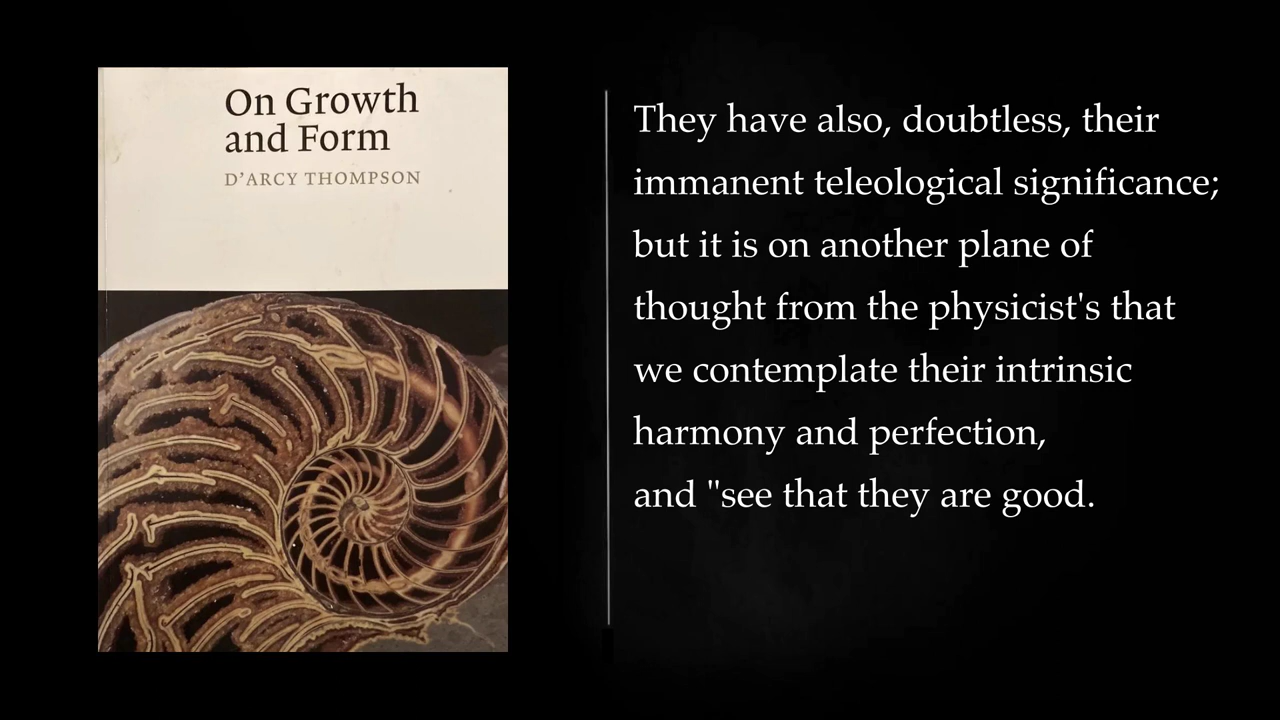 On Growth
and Form
D'ARCY THOMPSON
They have also, doubtless, their
immanent teleological significance;
but it is on another plane of
thought from the physicist's that
we contemplate their intrinsic
harmony and perfection,
and "see that they are good.